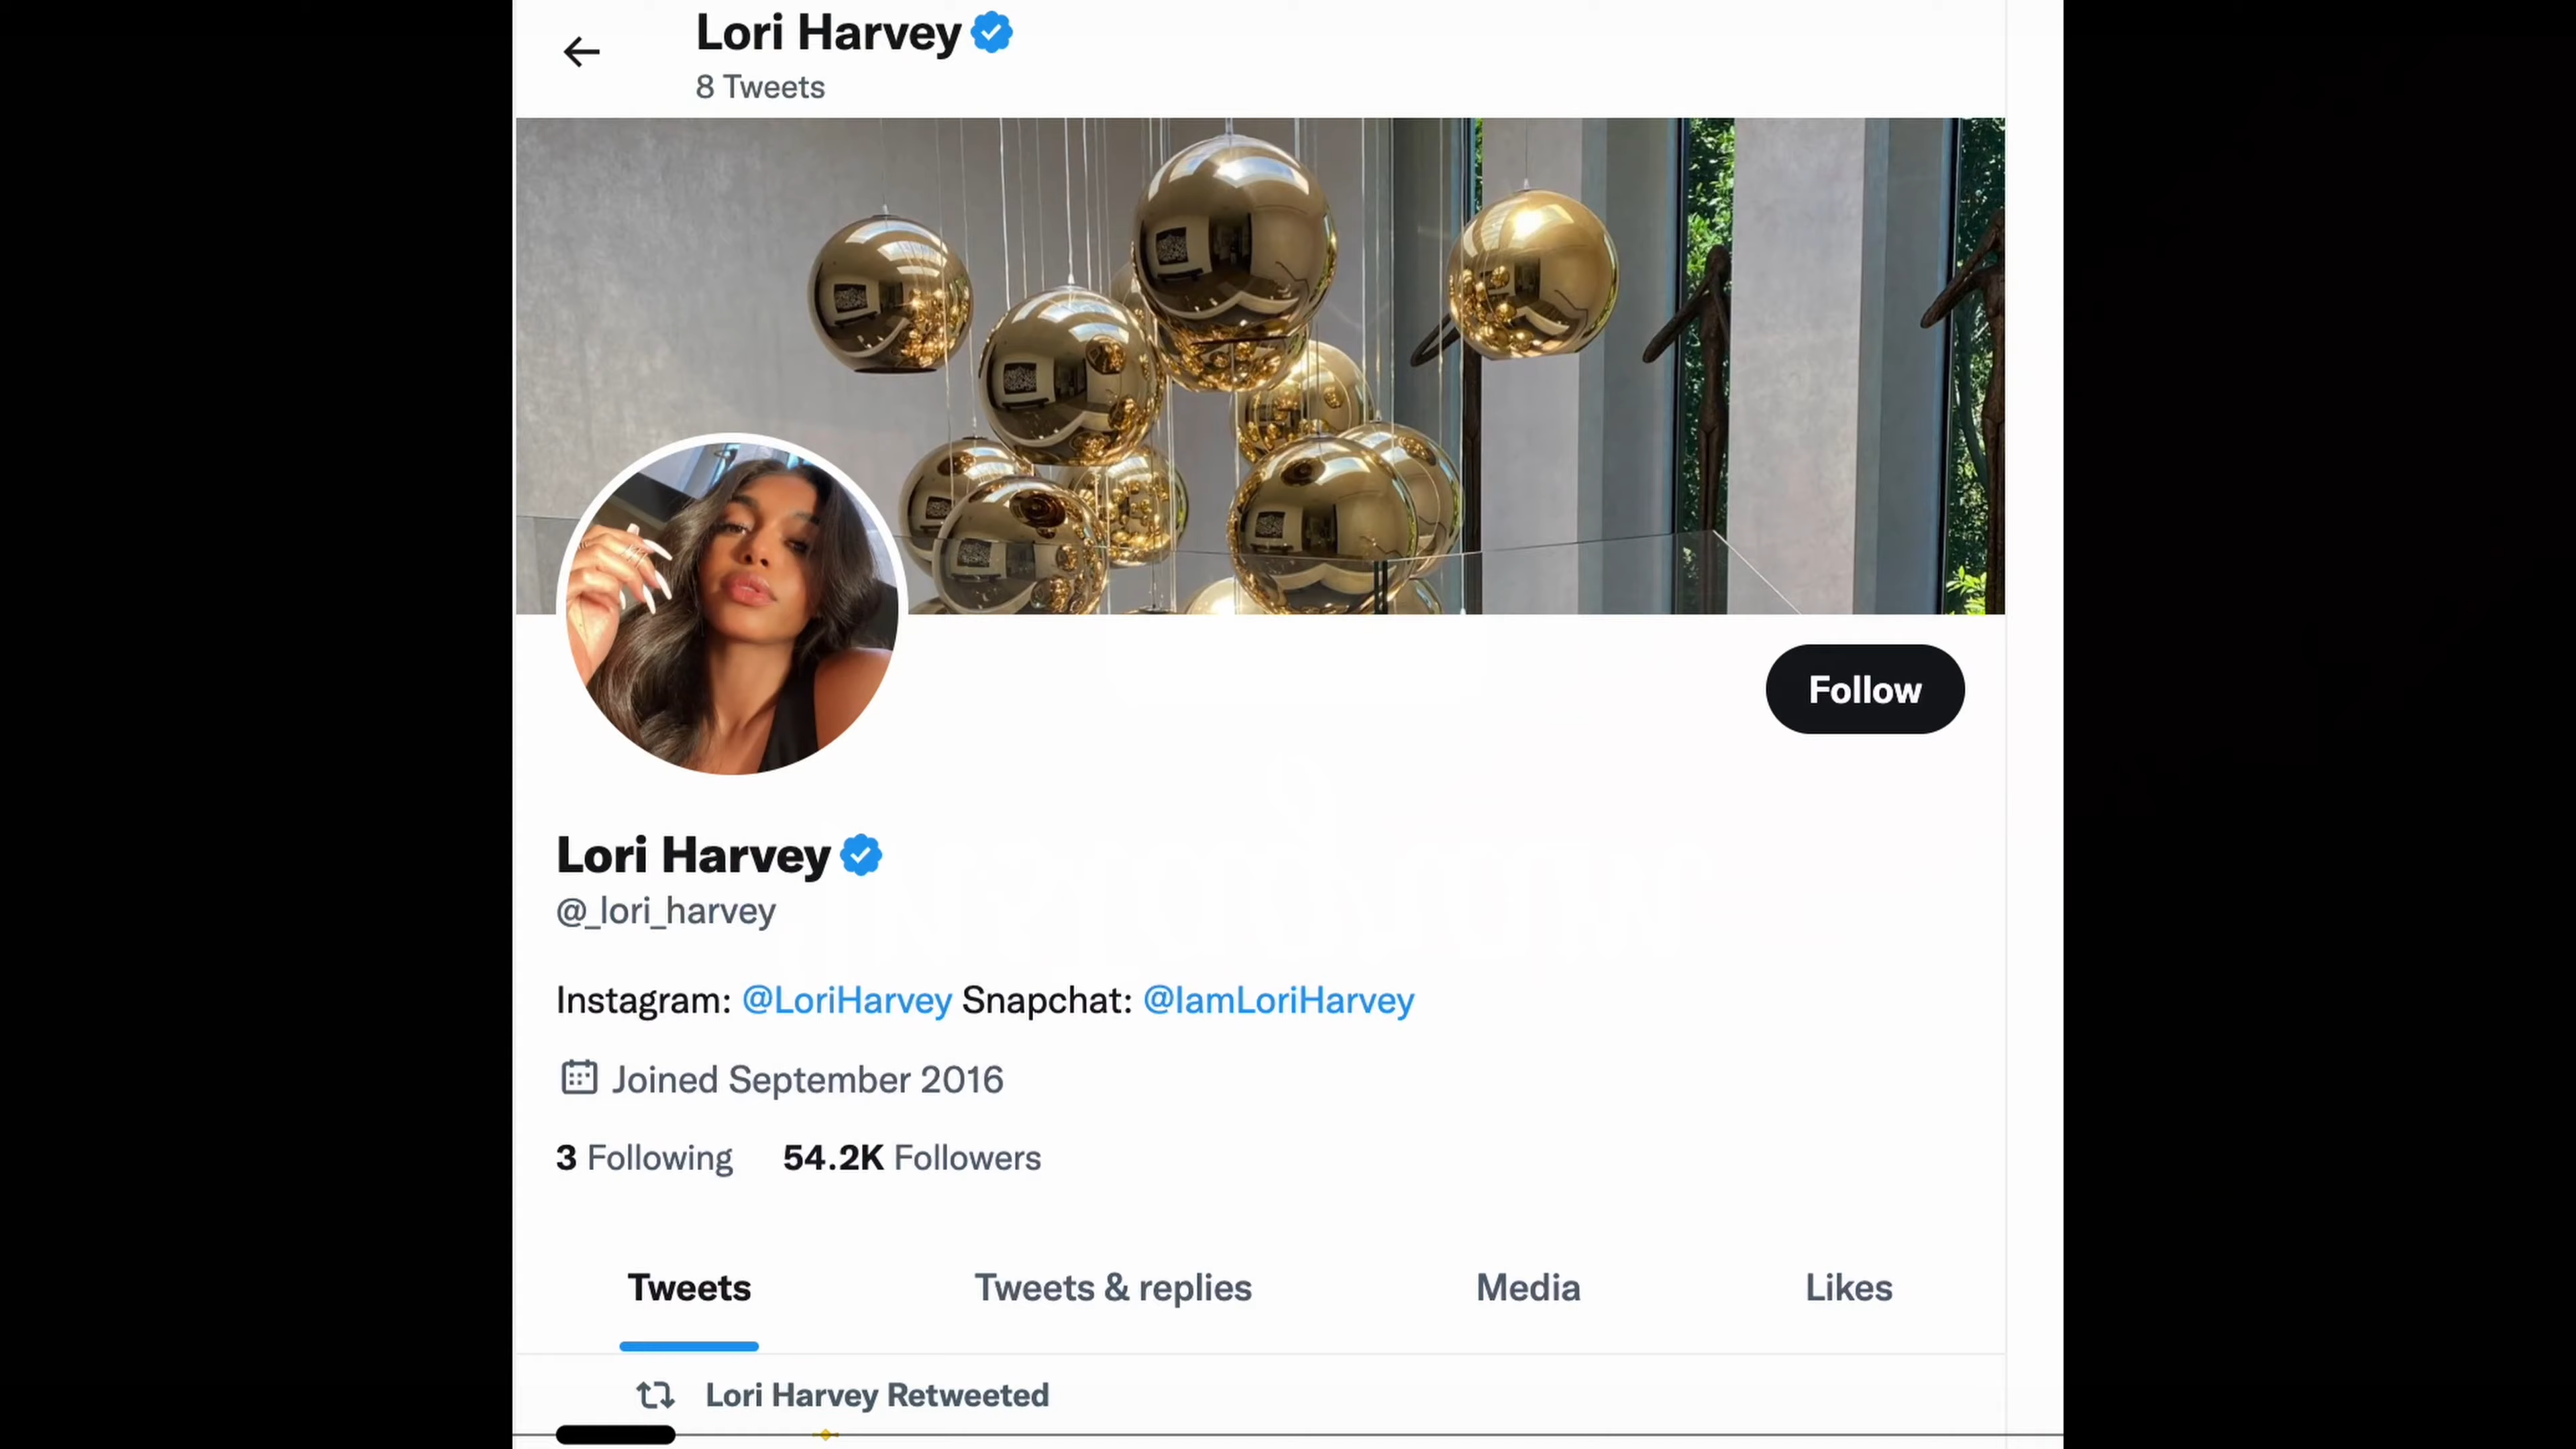 Lori Harvey
8 Tweets
Follow
Lori Harvey
@_lori_harvey
Instagram: @LoriHarvey Snapchat: @IamLoriHarvey
Joined September 2016
3 Following 54.2K Followers
Tweets Tweets & replies Media Likes
Lori Harvey Retweeted